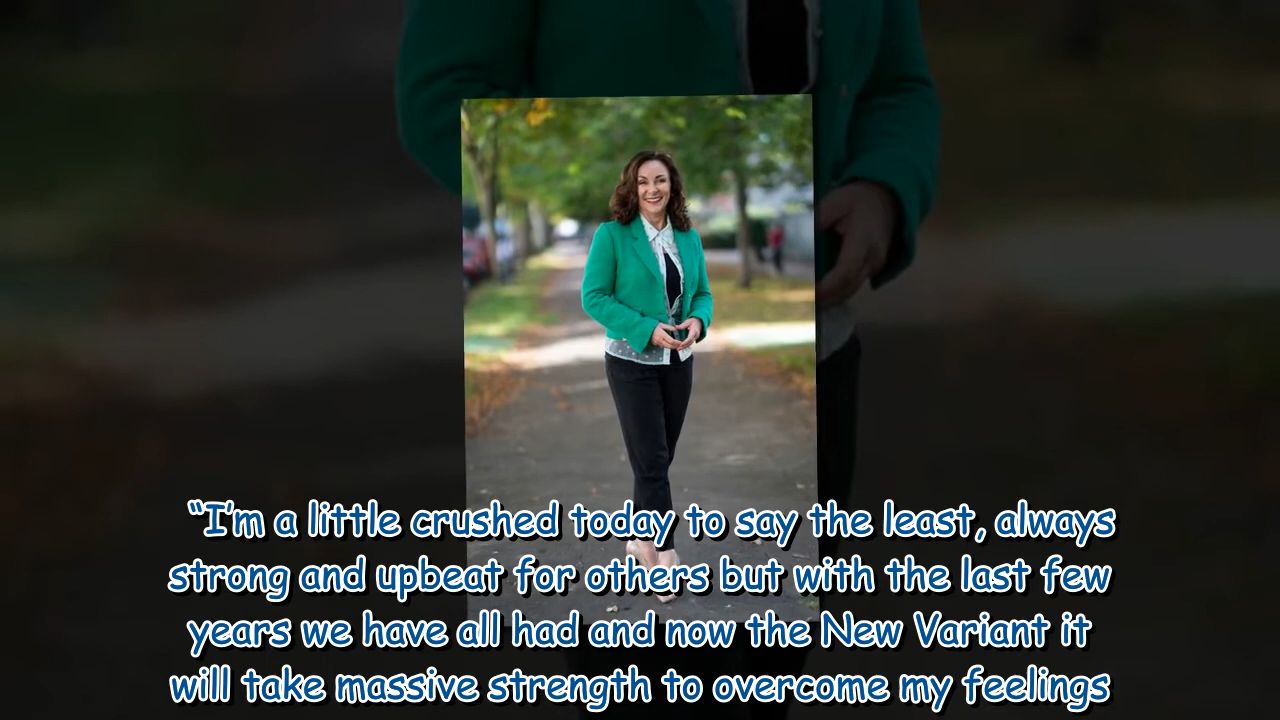 “I’m a little crushed today to say the least, always
strong and upbeat for others but with the last few
years we have all had and now the New Variant it
will take massive strength to overcome my feelings